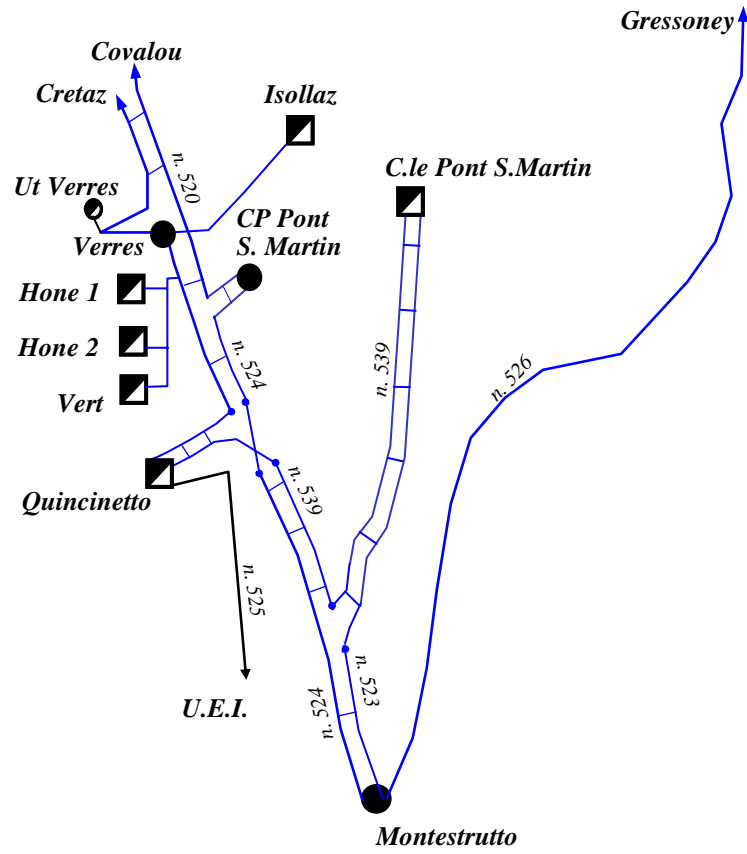 Gressoney
Covalou
Cretaz
Isollaz
n. 520
C.le Pont S.Martin
Ut Verres
CP Pont
S. Martin
Verres
Hone 1
Hone 2
n. 524
n. 539
n. 526
Vert
Quincinetto
n. 539
n. 525
n. 523
U.E.I.
n. 524
Montestrutto